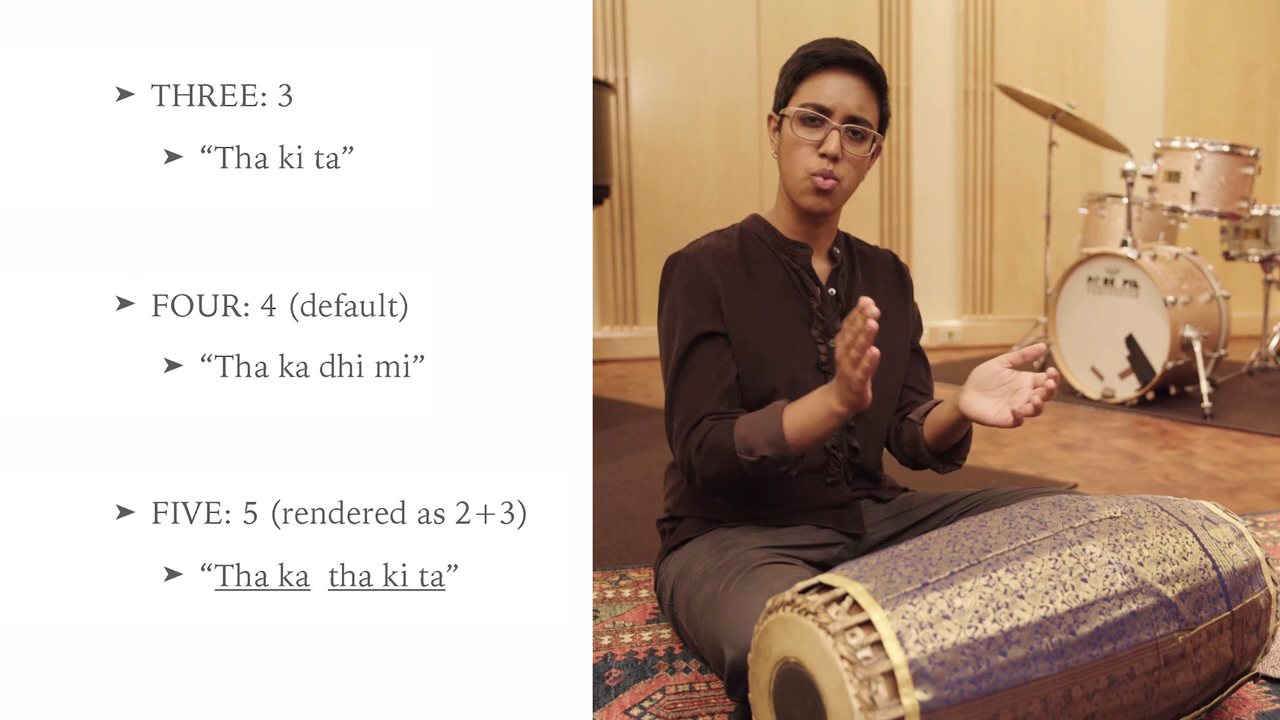 THREE: 3
“Tha ki ta”
FOUR: 4 (default)
“Tha ka dhi mi”
FIVE: 5 (rendered as 2+3)
“Tha ka tha ki ta”